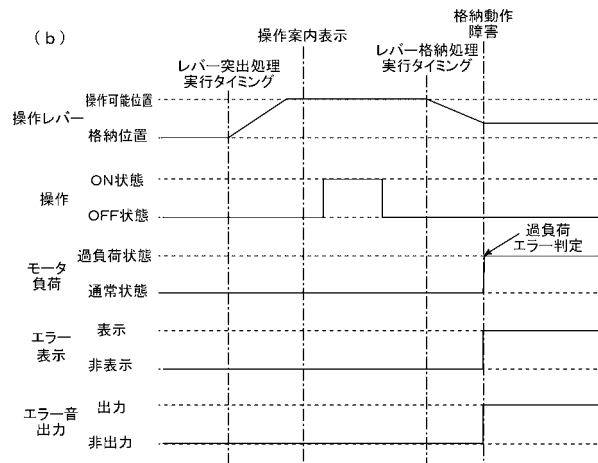 (b)
格納動作
障害
操作案内表示
レバー突出処理
実行タイミング
レバー格納処理
実行タイミング
操作レバー
操作可能位置
格納位置
操作
ON状態
OFF状態
過負荷
エラー判定
モータ
負荷
過負荷状態
通常状態
エラー
表示
表示
非表示
エラー音
出力
出力
非出力